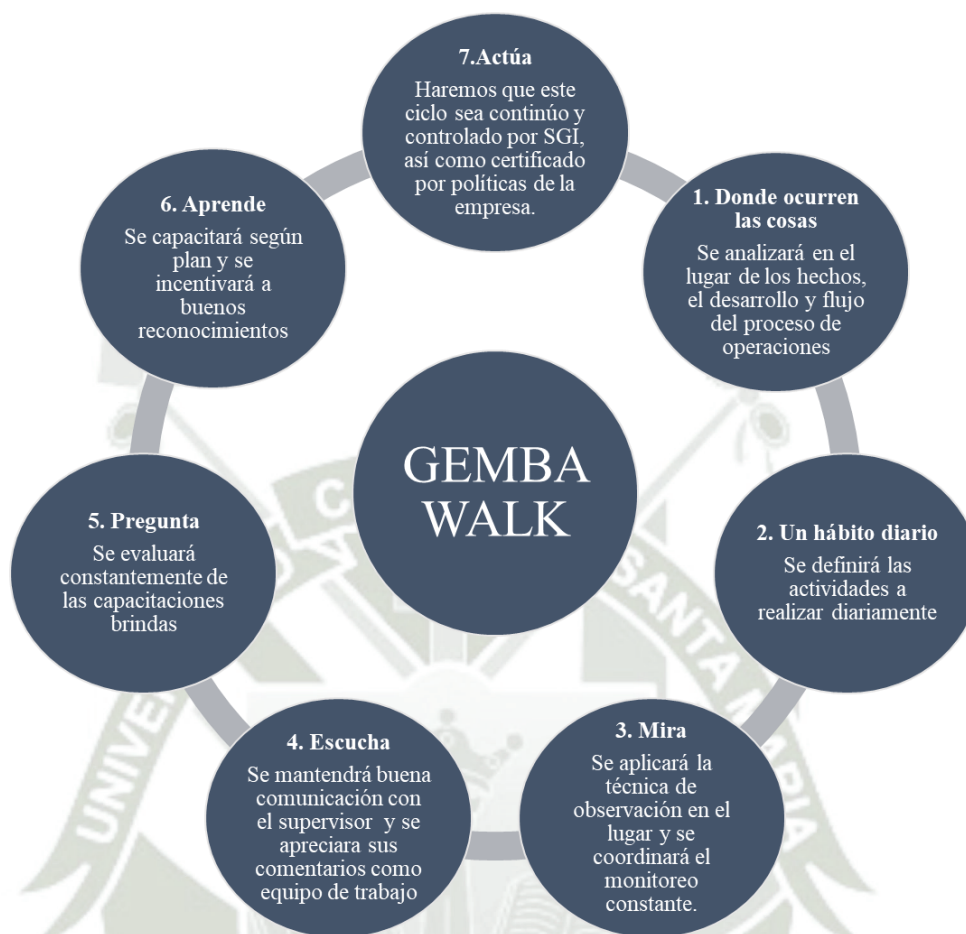 7.Actúa
Haremos que este
ciclo sea continúo y
controlado por SGI,
así como certificado
por políticas de la
empresa.
1. Donde ocurren
las cosas
Se analizará en el
lugar de los hechos,
el desarrollo y flujo
del proceso de
operaciones
2. Un hábito diario
Se definirá las
actividades a
realizar diariamente
3. Mira
Se aplicará la
técnica de
observación en el
lugar y se
coordinará el
monitoreo
constante.
4. Escucha
Se mantendrá buena
comunicación con
el supervisor y se
apreciara sus
comentarios como
equipo de trabajo
5. Pregunta
Se evaluará
constantemente de
las capacitaciones
brindas
6. Aprende
Se capacitará según
plan y se
incentivará a
buenos
reconocimientos
GEMBA
WALK
SANTA MARIA